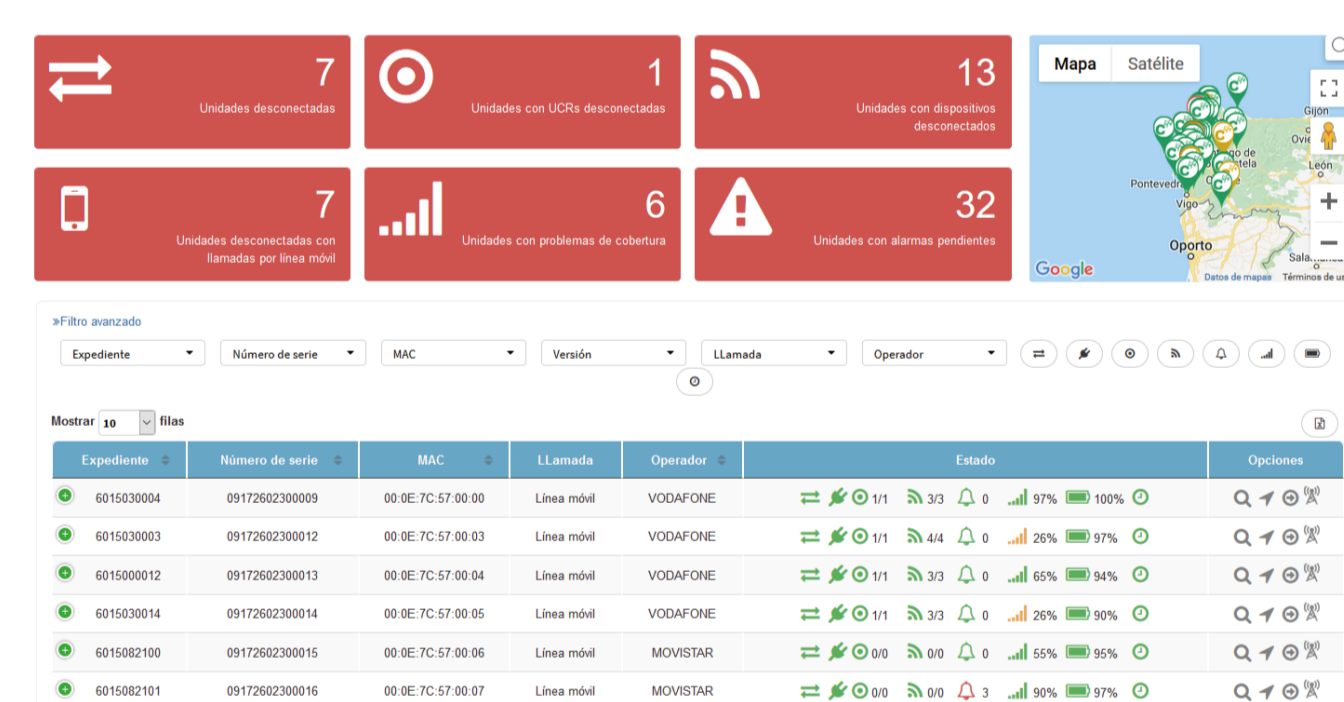 7
Unidades desconectadas
1
Unidades con UCRs desconectadas
13
Unidades con dispositivos
desconectados
7
Unidades desconectadas con
llamadas por línea móvil
6
Unidades con problemas de cobertura
32
Unidades con alarmas pendientes
Mapa Satélite
Gijón
León
Vigo
Oporto
Google
Datos de mapas
»Filtro avanzado
Expediente Número de serie MAC Versión LLamada Operador
Mostrar 10 filas
Expediente Número de serie MAC LLamada Operador Estado Opciones
6015030004 09172602300009 00:0E:7C:57:00:00 Línea móvil VODAFONE 1/1 3/3 0 97% 100%
6015030003 09172602300012 00:0E:7C:57:00:03 Línea móvil VODAFONE 1/1 4/4 0 26% 97%
6015000012 09172602300013 00:0E:7C:57:00:04 Línea móvil VODAFONE 1/1 3/3 0 65% 94%
6015030014 09172602300014 00:0E:7C:57:00:05 Línea móvil VODAFONE 1/1 3/3 0 26% 90%
6015082100 09172602300015 00:0E:7C:57:00:06 Línea móvil MOVISTAR 0/0 0/0 0 55% 95%
6015082101 09172602300016 00:0E:7C:57:00:07 Línea móvil MOVISTAR 0/0 0/0 3 90% 97%